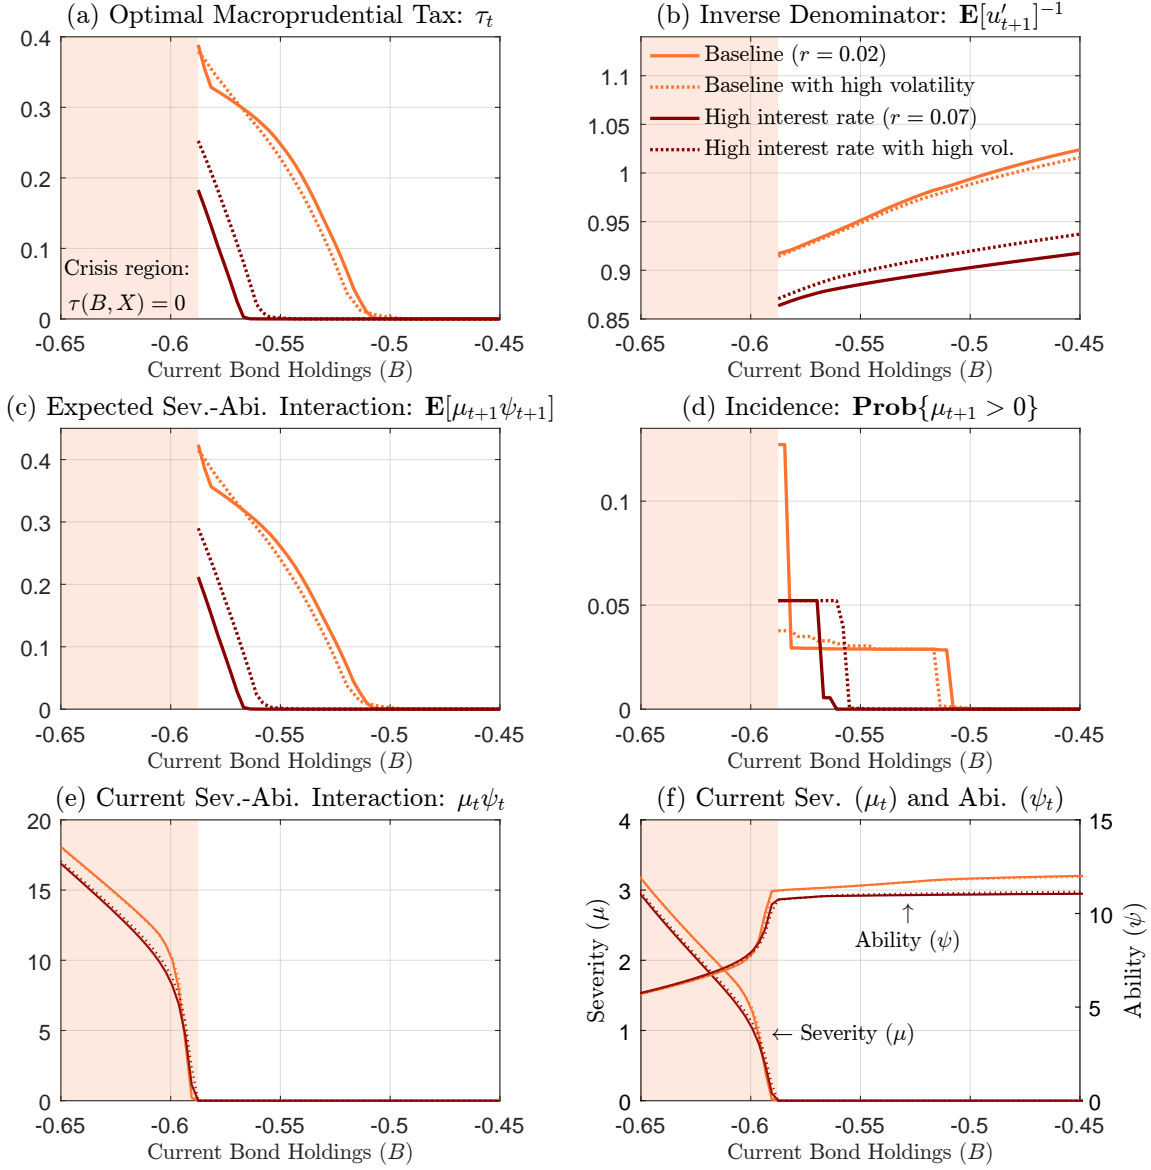 (a) Optimal Macroprudential Tax: τt
0.4
0.3
0.2
0.1
0
Crisis region:
τ(B, X) = 0
-0.65
-0.6
-0.55
-0.5
-0.45
Current Bond Holdings (B)
(b) Inverse Denominator: E[u′t+1]−1
1.1
1.05
1
0.95
0.9
0.85
Baseline (r = 0.02)
Baseline with high volatility
High interest rate (r = 0.07)
High interest rate with high vol.
-0.65
-0.6
-0.55
-0.5
-0.45
Current Bond Holdings (B)
(c) Expected Sev.-Abi. Interaction: E[μt+1ψt+1]
0.4
0.3
0.2
0.1
0
-0.65
-0.6
-0.55
-0.5
-0.45
Current Bond Holdings (B)
(d) Incidence: Prob{μt+1 > 0}
0.1
0.05
0
-0.65
-0.6
-0.55
-0.5
-0.45
Current Bond Holdings (B)
(e) Current Sev.-Abi. Interaction: μtψt
20
15
10
5
0
-0.65
-0.6
-0.55
-0.5
-0.45
Current Bond Holdings (B)
(f) Current Sev. (μt) and Abi. (ψt)
Severity (μ)
4
3
2
1
0
↑
Ability (ψ)
← Severity (μ)
15
10
5
0
Ability (ψ)
-0.65
-0.6
-0.55
-0.5
-0.45
Current Bond Holdings (B)